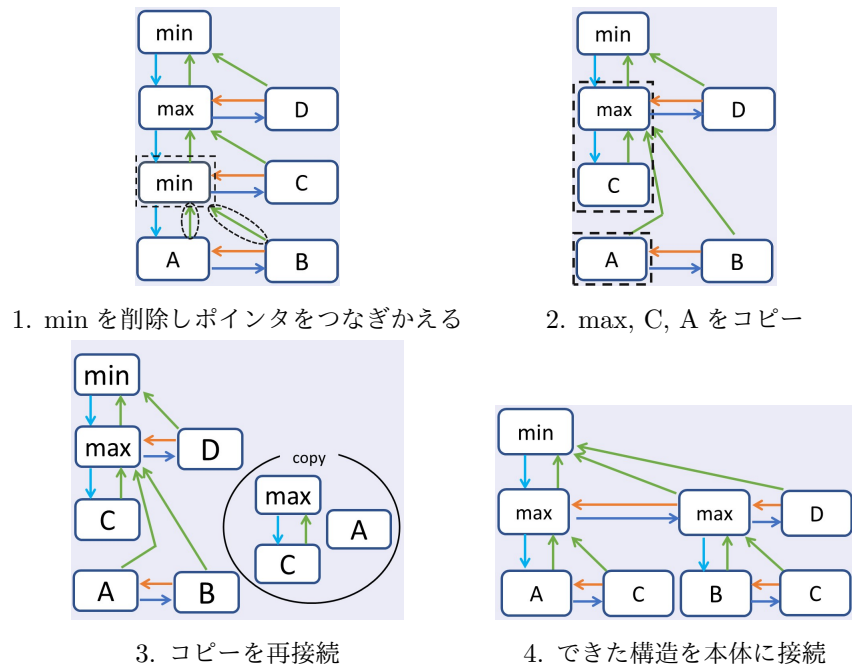 min
max
D
min
C
A
B
1. min を削除しポインタをつなぎかえる
min
max
D
C
A
B
2. max, C, A をコピー
min
max
D
C
A
B
copy
max
A
C
3. コピーを再接続
min
max
max
D
A
C
B
C
4. できた構造を本体に接続